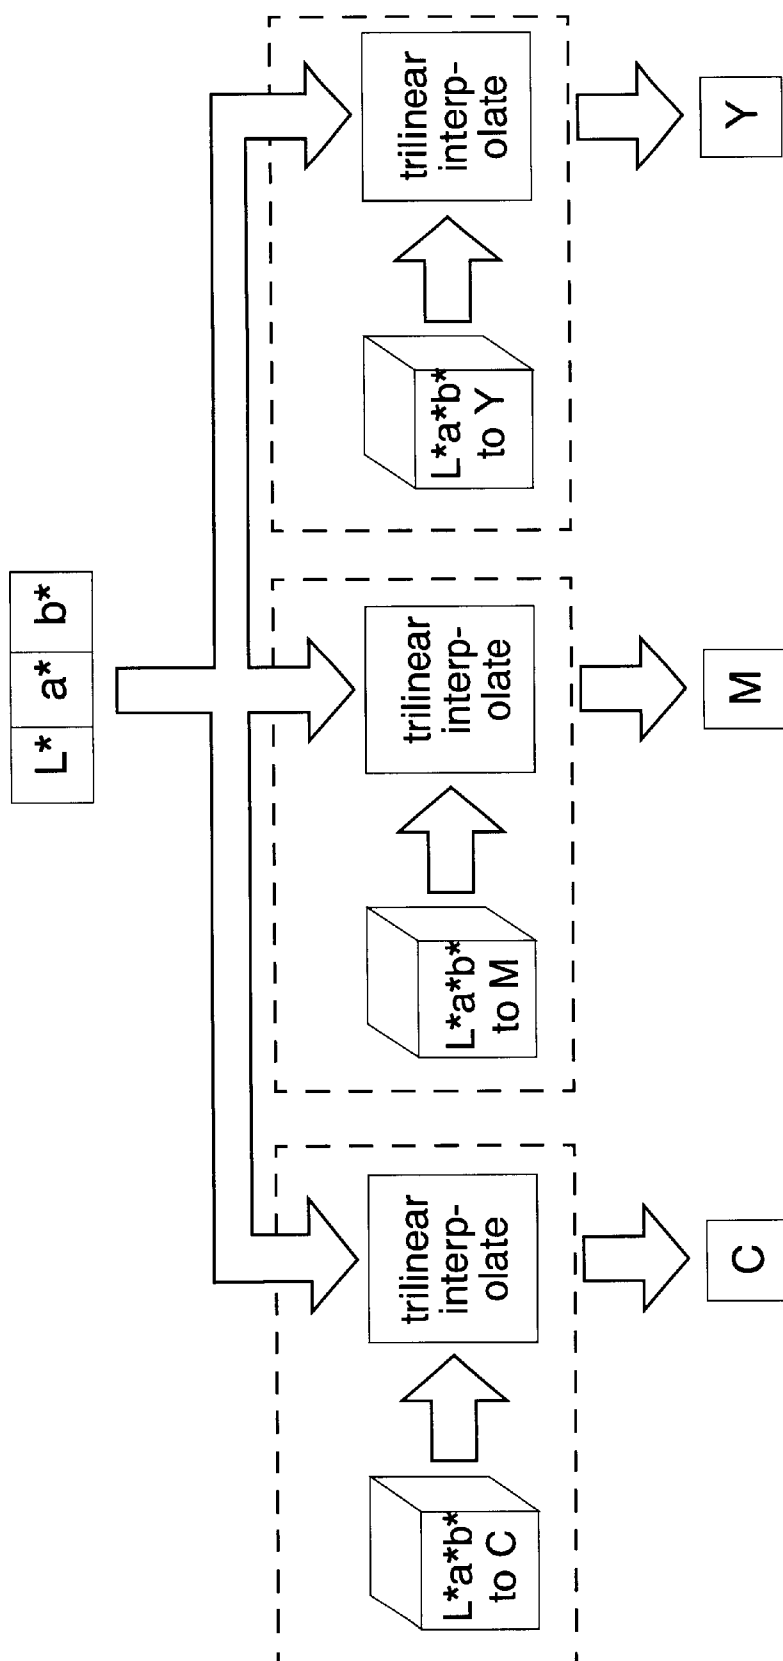 L* a* b*
L*a*b*
to C
trilinear
interp-
olate
L*a*b*
to M
trilinear
interp-
olate
L*a*b*
to Y
trilinear
interp-
olate
C
M
Y